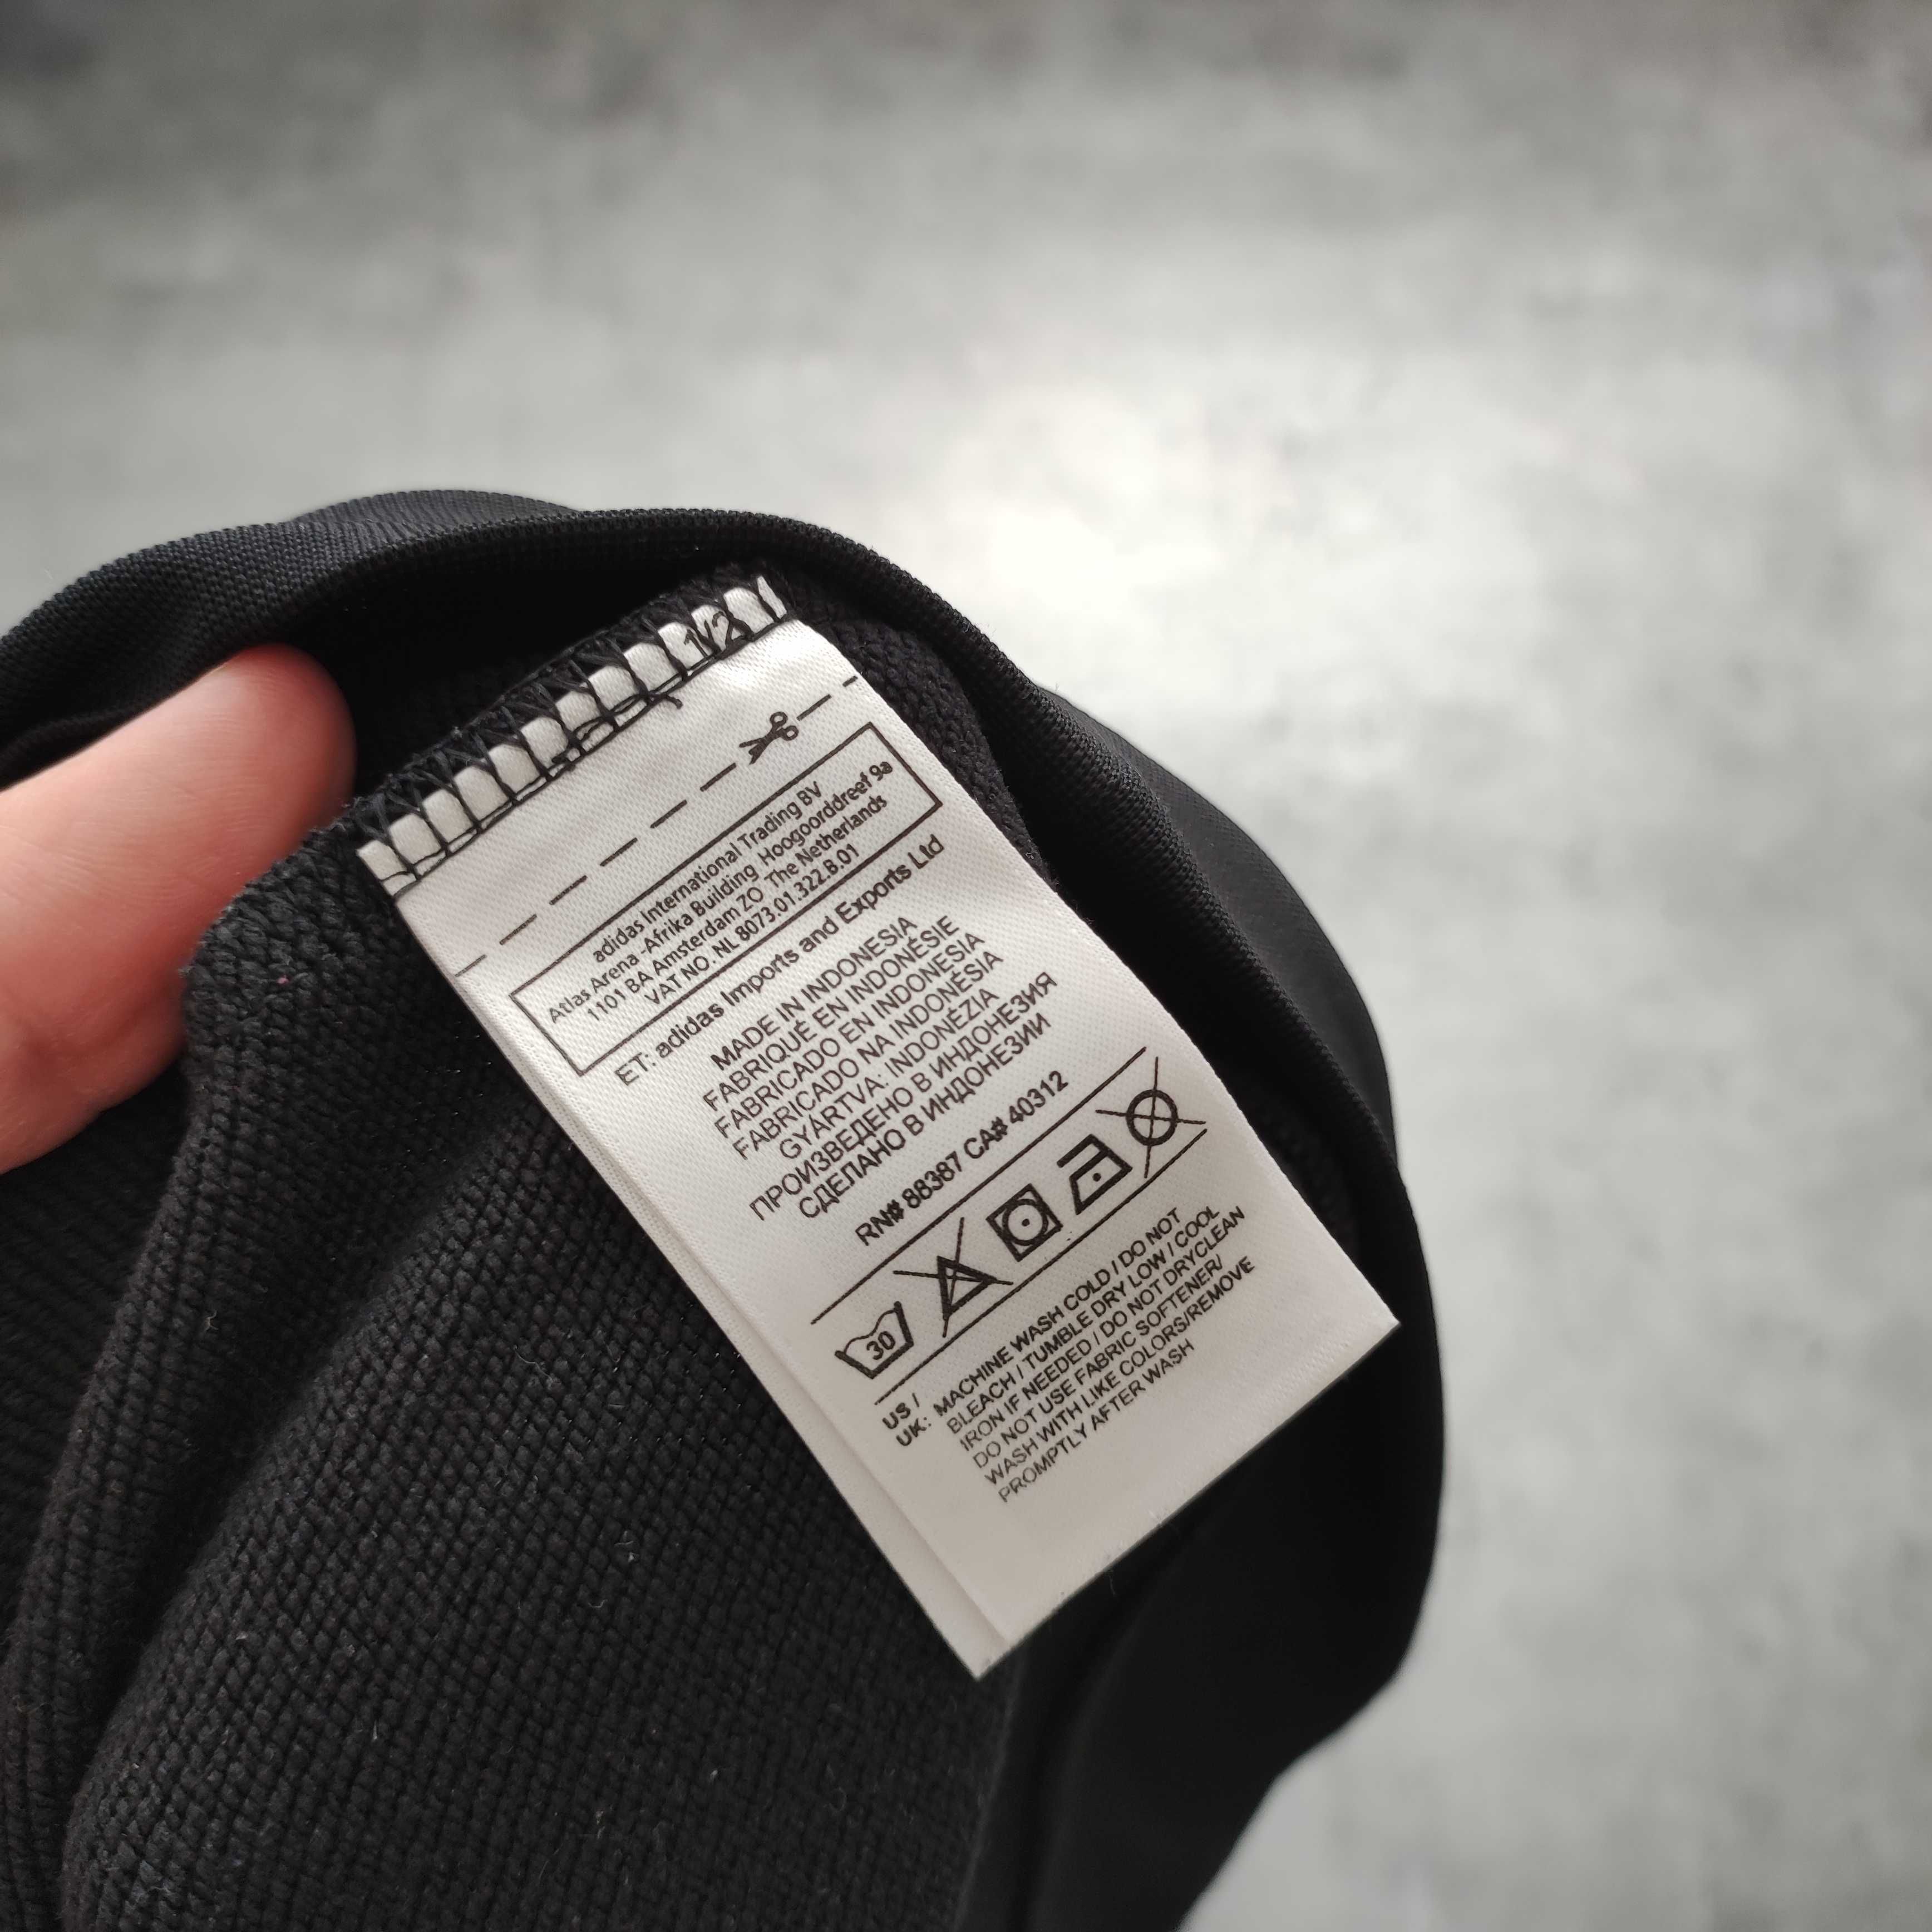 1/2
adidas International Trading BV
Atlas Arena -Afrika Building Hoogoorddreef 9a
1101 BA Amsterdam ZO The Netherlands
VAT NO. NL 8073.01.322.B.01
ET: adidas Imports and Exports Ltd
MADE IN INDONESIA
FABRIQUÉ EN INDONÉSIE
FABRICADO EN INDONESIA
FABRICADO NA INDONÉSIA
GYÁRTVA: INDONÉZIA
ПРОИЗВЕДЕНО В ИНДОНЕЗИЯ
СДЕЛАНО В ИНДОНЕЗИИ
RN# 88387 CA# 40312
30
US /
UK: MACHINE WASH COLD / DO NOT
BLEACH / TUMBLE DRY LOW / COOL
IRON IF NEEDED / DO NOT DRYCLEAN
DO NOT USE FABRIC SOFTENER/
WASH WITH LIKE COLORS/REMOVE
PROMPTLY AFTER WASH